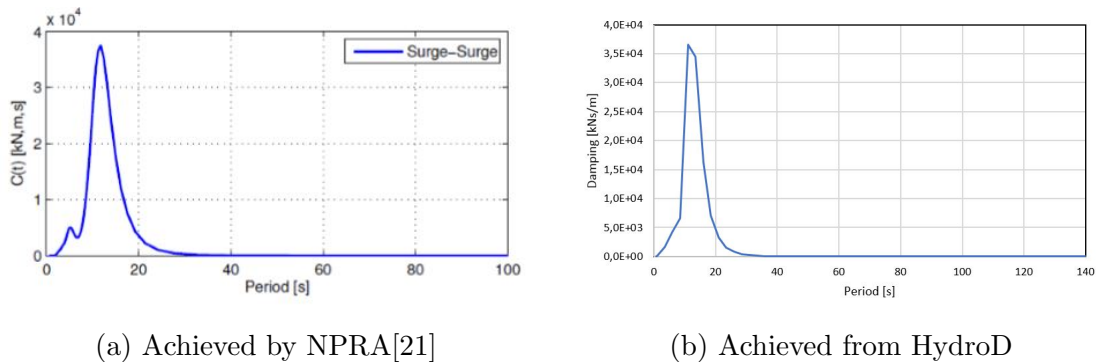 x 10⁴
Surge-Surge
4
3
2
1
0
C(t) [kN,m,s]
0
20
40
60
80
100
Period [s]
4,0E+04
3,5E+04
3,0E+04
2,5E+04
2,0E+04
1,5E+04
1,0E+04
5,0E+03
0,0E+00
Damping [kNs/m]
0
20
40
60
80
100
120
140
Period [s]
(a) Achieved by NPRA[21]
(b) Achieved from HydroD